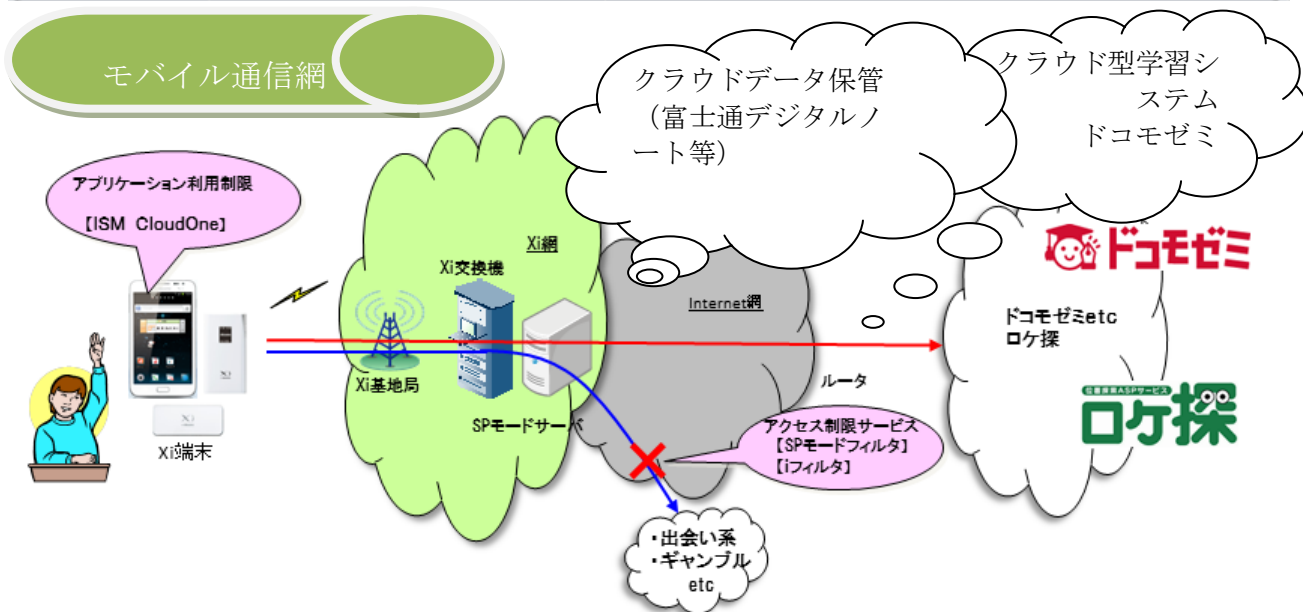 モバイル通信網
クラウドデータ保管
（富士通デジタルノ
ート等）
クラウド型学習シ
ステム
ドコモゼミ
アプリケーション利用制限
【ISM CloudOne】
Xi網
Xi交換機
Xi基地局
SPモードサーバ
Xi端末
Xi
Internet網
ルータ
アクセス制限サービス
【SPモードフィルタ】
【iフィルタ】
・出会い系
・ギャンブル
etc
ドコモゼミ
ドコモゼミetc
ロケ探
位置探索ASPサービス
ロケ探